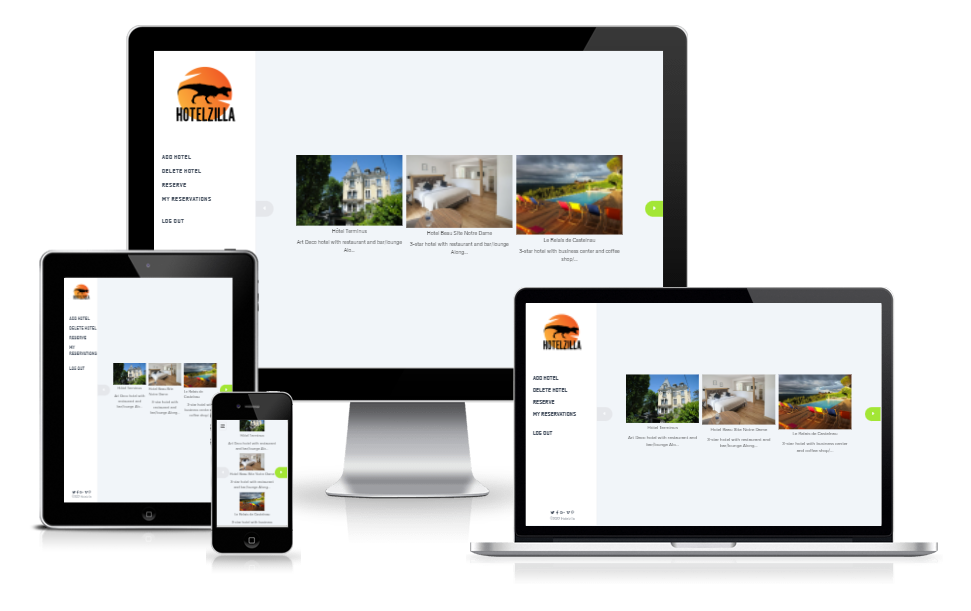 HOTELZILLA
ADD HOTEL
DELETE HOTEL
RESERVE
MY RESERVATIONS
LOG OUT
Hôtel Terminus
Art Deco hotel with restaurant and bar/lounge
Alo...
Hotel Beau Site Notre Dame
3-star hotel with restaurant and bar lounge
Along...
Le Relais de Castelnau
3-star hotel with business center and coffee
shop/...
HOTELZILLA
ADD HOTEL
DELETE HOTEL
RESERVE
MY
RESERVATIONS
LOG OUT
Hôtel Terminus
Art Deco hotel with
restaurant and
bar/lounge Alo...
Hotel Beau Site
Notre Dame
3-star hotel with
restaurant and
bar/lounge Along...
Le Relais de
Castelnau
3-star hotel with
business center
coffee shop/...
Hôtel Terminus
Art Deco hotel with restaurant
and bar/lounge Alo...
Hotel Beau Site Notre Dame
3-star hotel with restaurant
and bar/lounge Along...
Le Relais de Castelnau
3-star hotel with business
HOTELZILLA
ADD HOTEL
DELETE HOTEL
RESERVE
MY RESERVATIONS
LOG OUT
Hôtel Terminus
Art Deco hotel with restaurant and
bar/lounge Alo...
Hotel Beau Site Notre Dame
3-star hotel with restaurant and
bar/lounge Along...
Le Relais de Castelnau
3-star hotel with business center
and coffee shop/...